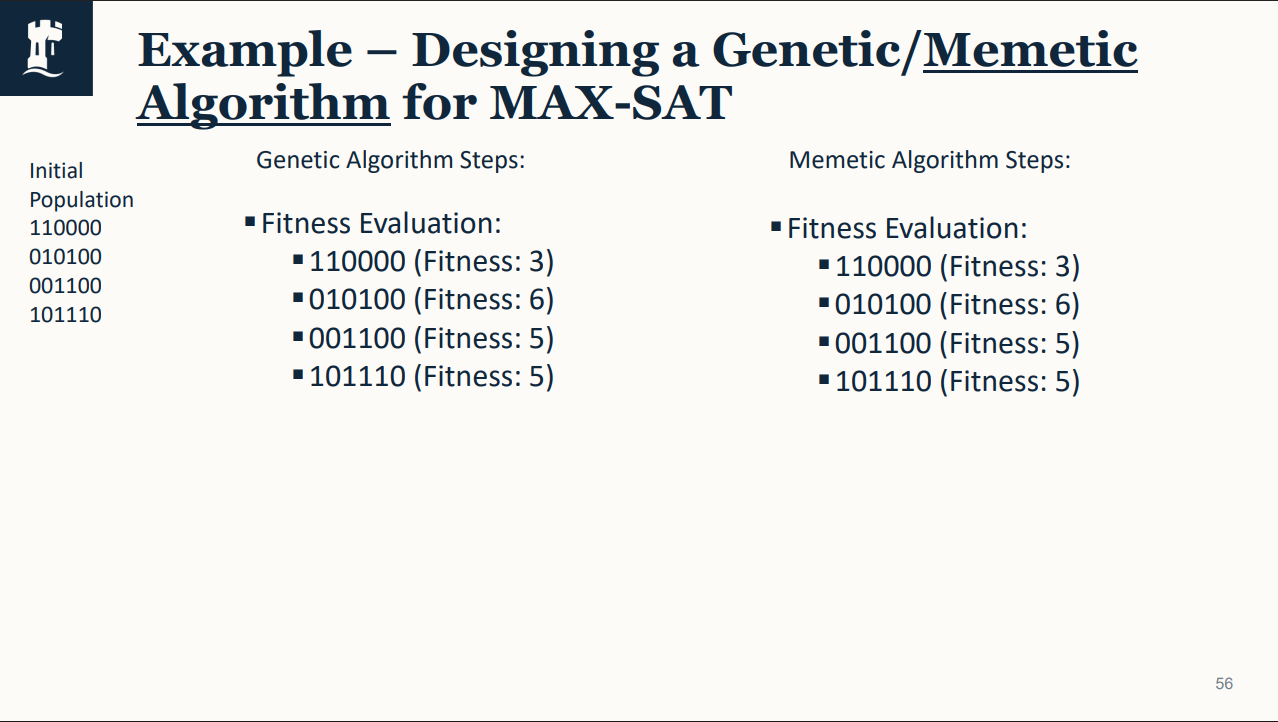 Example – Designing a Genetic/Memetic
Algorithm for MAX-SAT
Initial
Population
110000
010100
001100
101110
Genetic Algorithm Steps:
▪ Fitness Evaluation:
▪ 110000 (Fitness: 3)
▪ 010100 (Fitness: 6)
▪ 001100 (Fitness: 5)
▪ 101110 (Fitness: 5)
Memetic Algorithm Steps:
▪ Fitness Evaluation:
▪ 110000 (Fitness: 3)
▪ 010100 (Fitness: 6)
▪ 001100 (Fitness: 5)
▪ 101110 (Fitness: 5)
56